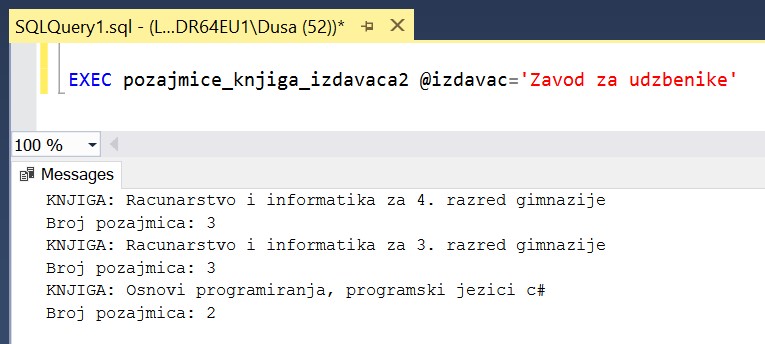 SQLQuery1.sql - (L...DR64EU1\Dusa (52))*
EXEC pozajmice_knjiga_izdavaca2 @izdavac='Zavod za udzbenike'
100 %
Messages
KNJIGA: Racunarstvo i informatika za 4. razred gimnazije
Broj pozajmica: 3
KNJIGA: Racunarstvo i informatika za 3. razred gimnazije
Broj pozajmica: 3
KNJIGA: Osnovi programiranja, programski jezici c#
Broj pozajmica: 2